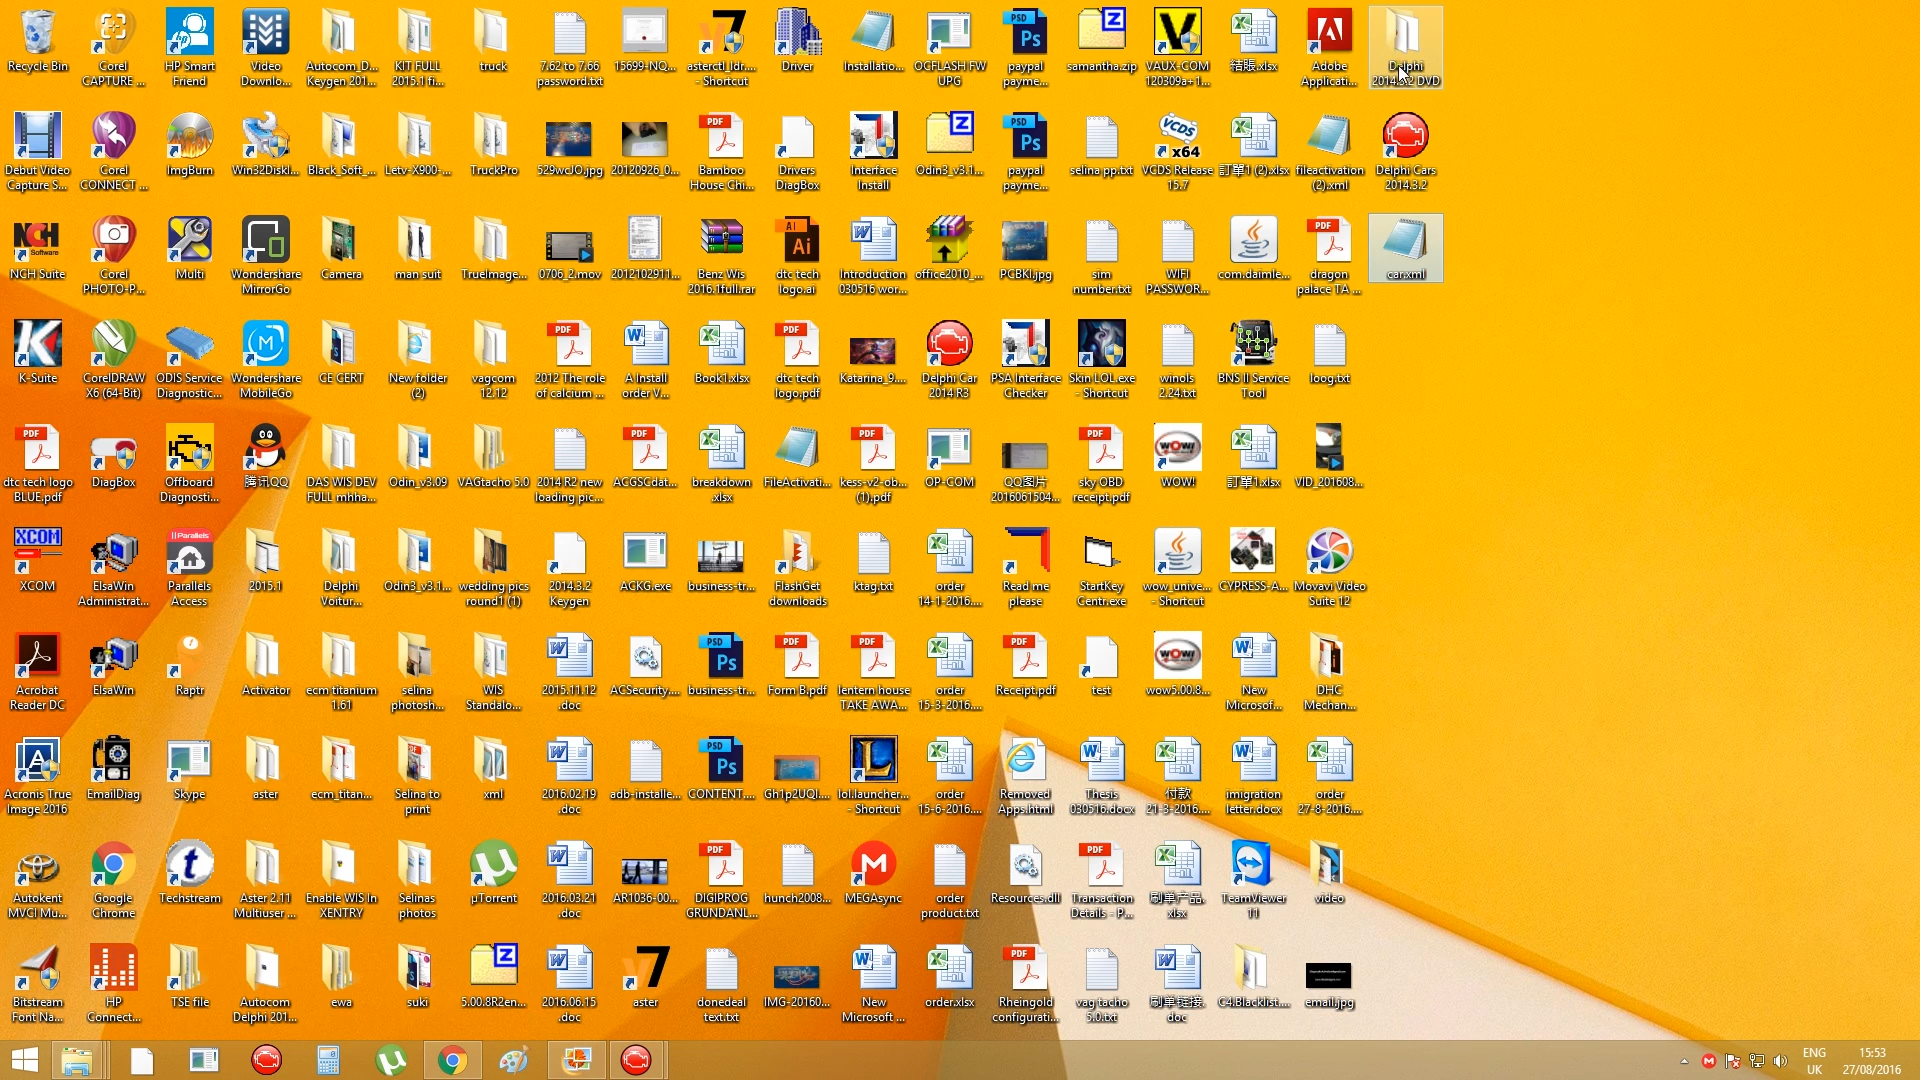 Recycle Bin
Corel
CAPTURE ...
HP Smart
Friend
Video
Downlo...
Autocom_D...
Keygen 201...
KIT FULL
2015.1 fi...
truck
7.62 to 7.66
password.txt
15699-NQ...
asterctl_ldr....
- Shortcut
Driver
Installatio...
OCFLASH FW
UPG
paypal
payme...
samantha.zip
VAUX-COM
120309a+1...
結賬.xlsx
Adobe
Applicati...
Delphi
2014.3.2 DVD
Debut Video
Capture S...
Corel
CONNECT ...
ImgBurn
Win32DiskI...
Black_Soft_...
Letv-X900-...
TruckPro
529wcJO.jpg
20120926_0...
Bamboo
House Chi...
Drivers
DiagBox
Interface
Install
Odin3_v3.1...
paypal
payme...
selina pp.txt
VCDS Release
15.7
訂單1 (2).xlsx
fileactivation
(2).xml
Delphi Cars
2014.3.2
NCH Suite
Corel
PHOTO-P...
Multi
Wondershare
MirrorGo
Camera
man suit
TrueImage...
0706_2.mov
2012102911...
Benz Wis
2016.1full.rar
dtc tech
logo.ai
Introduction
030516 wor...
office2010_...
PCBKI.jpg
sim
number.txt
WIFI
PASSWOR...
com.daimle...
dragon
palace TA ...
car.xml
K-Suite
CorelDRAW
X6 (64-Bit)
ODIS Service
Diagnostic...
Wondershare
MobileGo
CE CERT
New folder
(2)
vagcom
12.12
2012 The role
of calcium ...
A Install
order V...
Book1.xlsx
dtc tech
logo.pdf
Katarina_9....
Delphi Car
2014 R3
PSA Interface
Checker
Skin LOL.exe
- Shortcut
winols
2.24.txt
BNS II Service
Tool
loog.txt
dtc tech logo
BLUE.pdf
DiagBox
Offboard
Diagnosti...
腾讯QQ
DAS WIS DEV
FULL mhha...
Odin_v3.09
VAGtacho 5.0
2014 R2 new
loading pic...
ACGSCdat...
breakdown
.xlsx
FileActivati...
kess-v2-ob...
(1).pdf
OP-COM
QQ图片
2016061504...
sky OBD
receipt.pdf
WOW!
訂單1.xlsx
VID_201608...
XCOM
ElsaWin
Administrat...
Parallels
Access
2015.1
Delphi
Voitur...
Odin3_v3.1...
wedding pics
round1 (1)
2014.3.2
Keygen
ACKG.exe
business-tr...
FlashGet
downloads
ktag.txt
order
14-1-2016....
Read me
please
StartKey
Centr.exe
wow_unive...
- Shortcut
CYPRESS-A...
Movavi Video
Suite 12
Acrobat
Reader DC
ElsaWin
Raptr
Activator
ecm titanium
1.61
selina
photosh...
WIS
Standalo...
2015.11.12
.doc
ACSecurity....
business-tr...
Form B.pdf
lentern house
TAKE AWA...
order
15-3-2016....
Receipt.pdf
test
wow5.00.8...
New
Microsof...
DHC
Mechan...
Acronis True
Image 2016
EmailDiag
Skype
aster
ecm_titan...
Selina to
print
xml
2016.02.19
.doc
adb-installe...
CONTENT....
Gh1p2UQI....
lol.launcher...
- Shortcut
order
15-6-2016....
Removed
Apps.html
Thesis
030516.docx
付款
21-3-2016....
imigration
letter.docx
order
27-8-2016....
Autokent
MVCI Mu...
Google
Chrome
Techstream
Aster 2.11
Multiuser ...
Enable WIS In
XENTRY
Selinas
photos
µTorrent
2016.03.21
.doc
AR1036-00...
DIGIPROG
GRUNDANL...
hunch2008...
MEGAsync
order
product.txt
Resources.dll
Transaction
Details - P...
刷单产品.
xlsx
TeamViewer
11
video
Bitstream
Font Na...
HP
Connect...
TSE file
Autocom
Delphi 201...
ewa
suki
5.00.8R2en...
2016.06.15
.doc
aster
donedeal
text.txt
IMG-20160...
New
Microsoft ...
order.xlsx
Rheingold
configurati...
vag tacho
5.0.txt
刷单链接.
doc
C4.Blacklist....
email.jpg
ENG
UK
15:53
27/08/2016